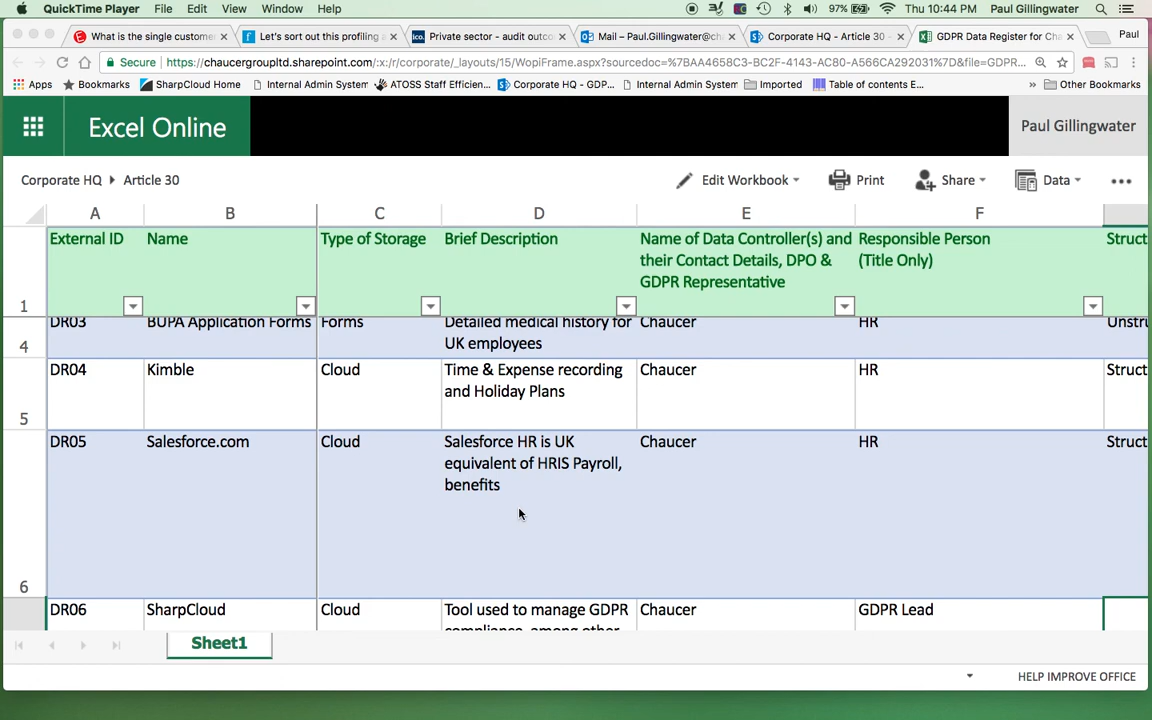 QuickTime Player File Edit View Window Help 97% Thu 10:44 PM Paul Gillingwater
What is the single custome Let's sort out this profiling Private sector - audit outco Mail – Paul.Gillingwater@ch Corporate HQ - Article 30 - GDPR Data Register for Cha Paul
Secure https://chaucergroupltd.sharepoint.com/:x:/r/corporate/_layouts/15/WopiFrame.aspx?sourcedoc=%7BAA4658C3-BC2F-4143-AC80-A566CA292031%7D&file=GDPR...
Apps Bookmarks SharpCloud Home Internal Admin System ATOSS Staff Efficien... Corporate HQ - GDP... Internal Admin System Imported Table of contents E... » Other Bookmarks
Excel Online Paul Gillingwater
Corporate HQ Article 30 Edit Workbook Print Share Data
A B C D E F
External ID Name Type of Storage Brief Description Name of Data Controller(s) and Responsible Person Struct
their Contact Details, DPO & (Title Only)
GDPR Representative
1
DR03 BUPA Application Forms Forms Detailed medical history for Chaucer HR Unstru
4 UK employees
DR04 Kimble Cloud Time & Expense recording Chaucer HR Struct
and Holiday Plans
5
DR05 Salesforce.com Cloud Salesforce HR is UK Chaucer HR Struct
equivalent of HRIS Payroll,
benefits
6
DR06 SharpCloud Cloud Tool used to manage GDPR Chaucer GDPR Lead
compliance, among other
Sheet1
HELP IMPROVE OFFICE